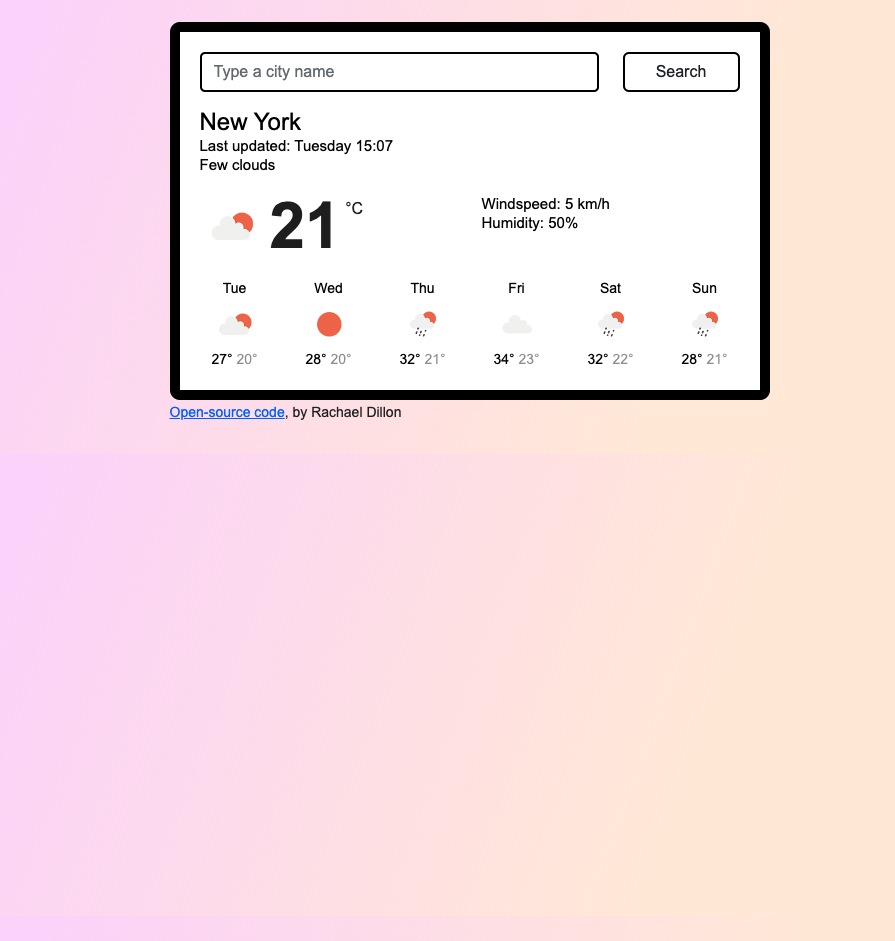 Type a city name Search
New York
Last updated: Tuesday 15:07
Few clouds
21 °C
Windspeed: 5 km/h
Humidity: 50%
Tue Wed Thu Fri Sat Sun
27° 20° 28° 20° 32° 21° 34° 23° 32° 22° 28° 21°
Open-source code, by Rachael Dillon